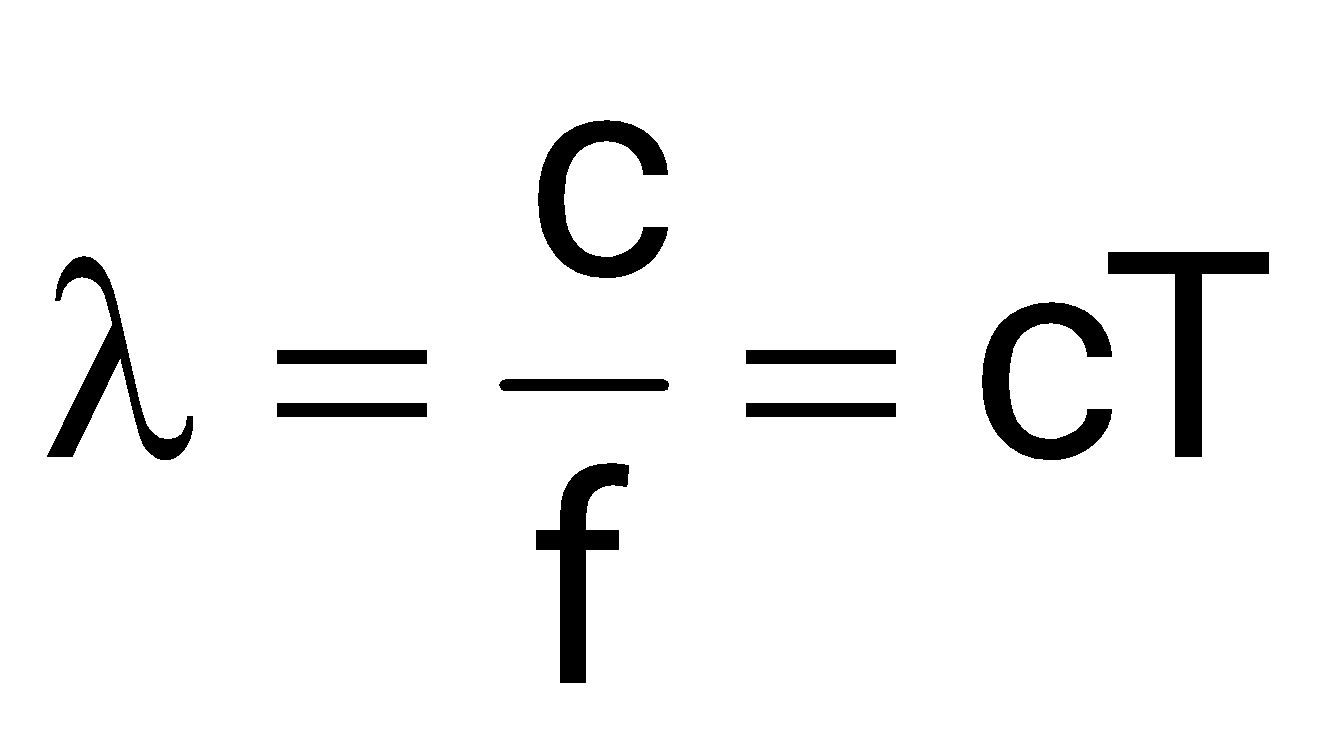 λ = c/f = cT